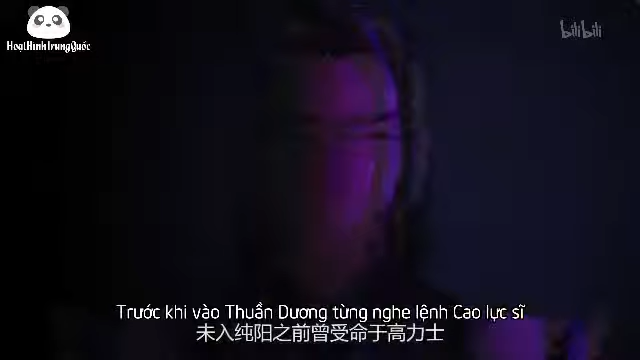 HoạtHìnhTrungQuốc
bilibili
Trước khi vào Thuần Dương từng nghe lệnh Cao lực sĩ
未入纯阳之前曾受命于高力士